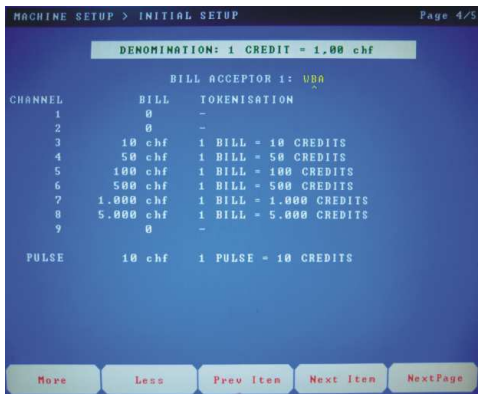 MACHINE SETUP > INITIAL SETUP Page 4/5
DENOMINATION: 1 CREDIT = 1,00 chf
BILL ACCEPTOR 1: WBA
CHANNEL BILL TOKENISATION
1 0 -
2 0 -
3 10 chf 1 BILL = 10 CREDITS
4 50 chf 1 BILL = 50 CREDITS
5 100 chf 1 BILL = 100 CREDITS
6 500 chf 1 BILL = 500 CREDITS
7 1.000 chf 1 BILL = 1.000 CREDITS
8 5.000 chf 1 BILL = 5.000 CREDITS
9 0 -
PULSE 10 chf 1 PULSE = 10 CREDITS
More Less Prev Item Next Item NextPage